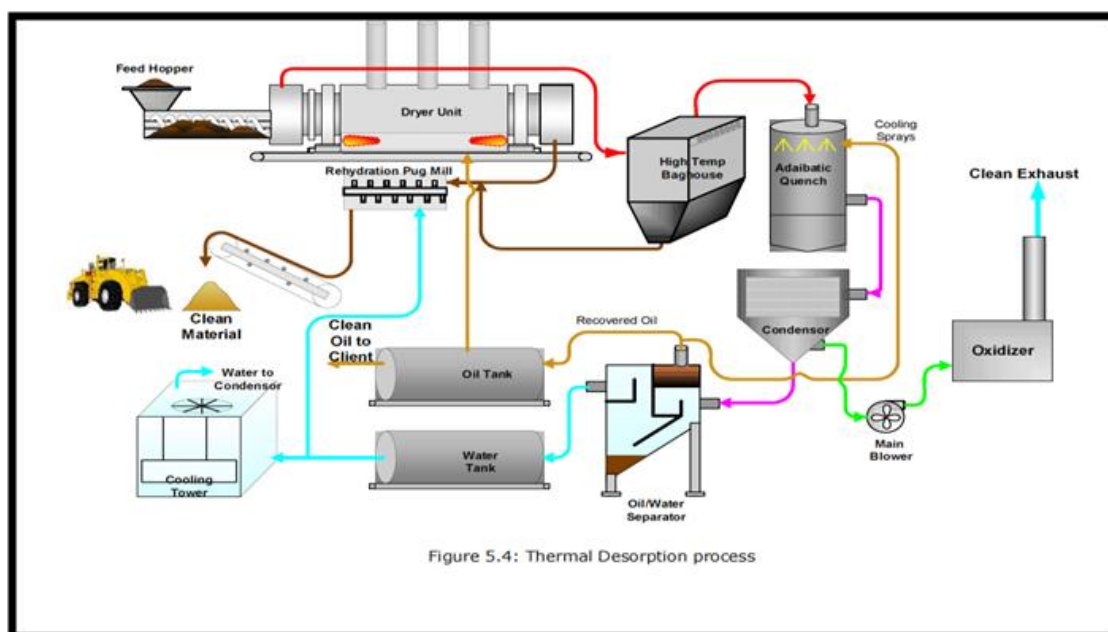 Feed Hopper
Dryer Unit
Rehydration Pug Mill
High Temp
Baghouse
Cooling
Sprays
Adaibatic
Quench
Clean Exhaust
Clean
Material
Clean
Oil to
Client
Recovered Oil
Condensor
Oxidizer
Water to
Condensor
Oil Tank
Main
Blower
Water
Tank
Cooling
Tower
Oil/Water
Separator
Figure 5.4: Thermal Desorption process